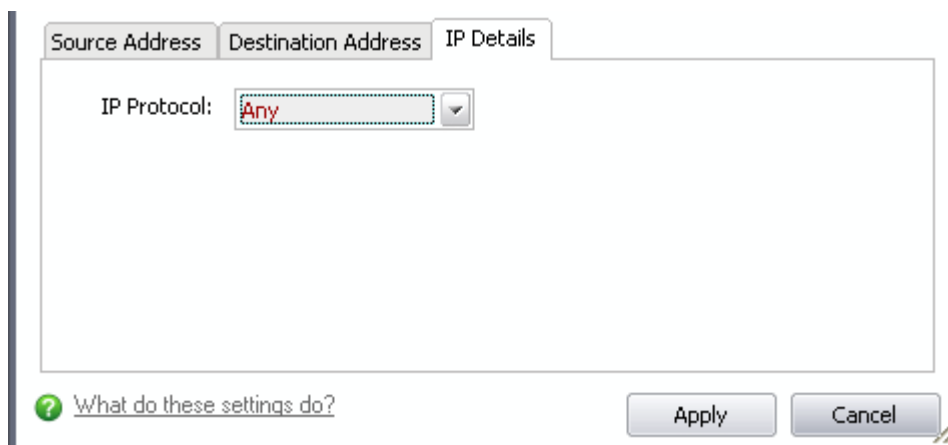 Source Address Destination Address IP Details
IP Protocol: Any
What do these settings do?
Apply Cancel